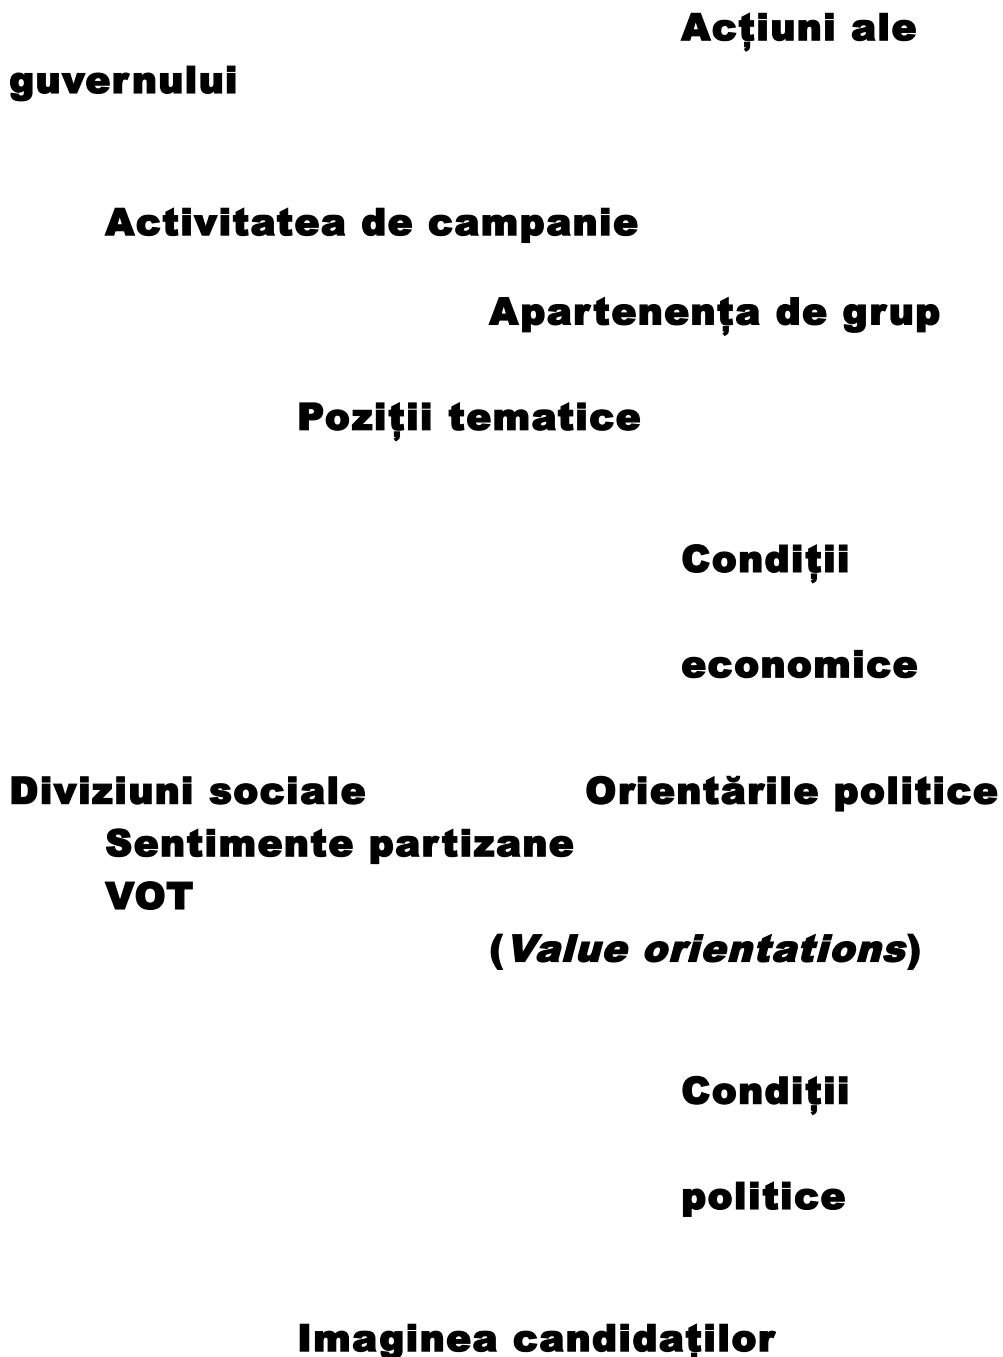 Acțiuni ale
guvernului
Activitatea de campanie
Apartenența de grup
Poziții tematice
Condiții
economice
Diviziuni sociale Orientările politice
Sentimente partizane
VOT
(Value orientations)
Condiții
politice
Imaginea candidaților